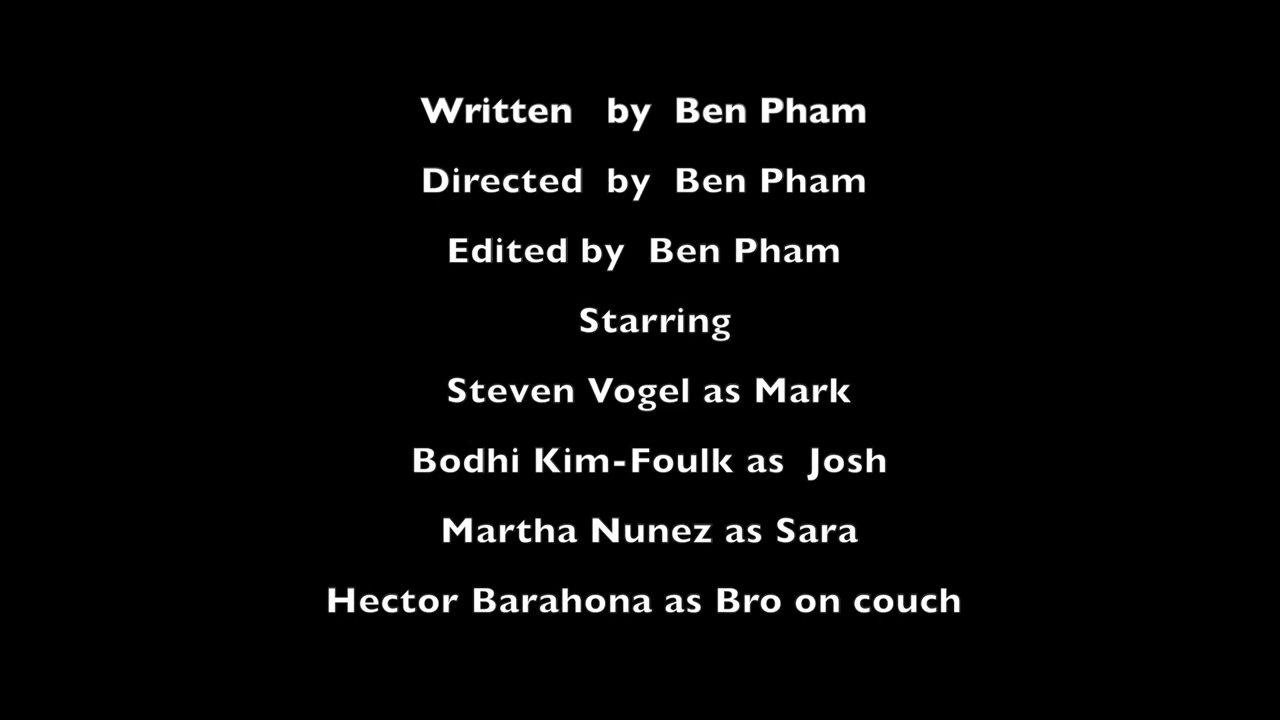 Written by Ben Pham
Directed by Ben Pham
Edited by Ben Pham
Starring
Steven Vogel as Mark
Bodhi Kim-Foulk as Josh
Martha Nunez as Sara
Hector Barahona as Bro on couch